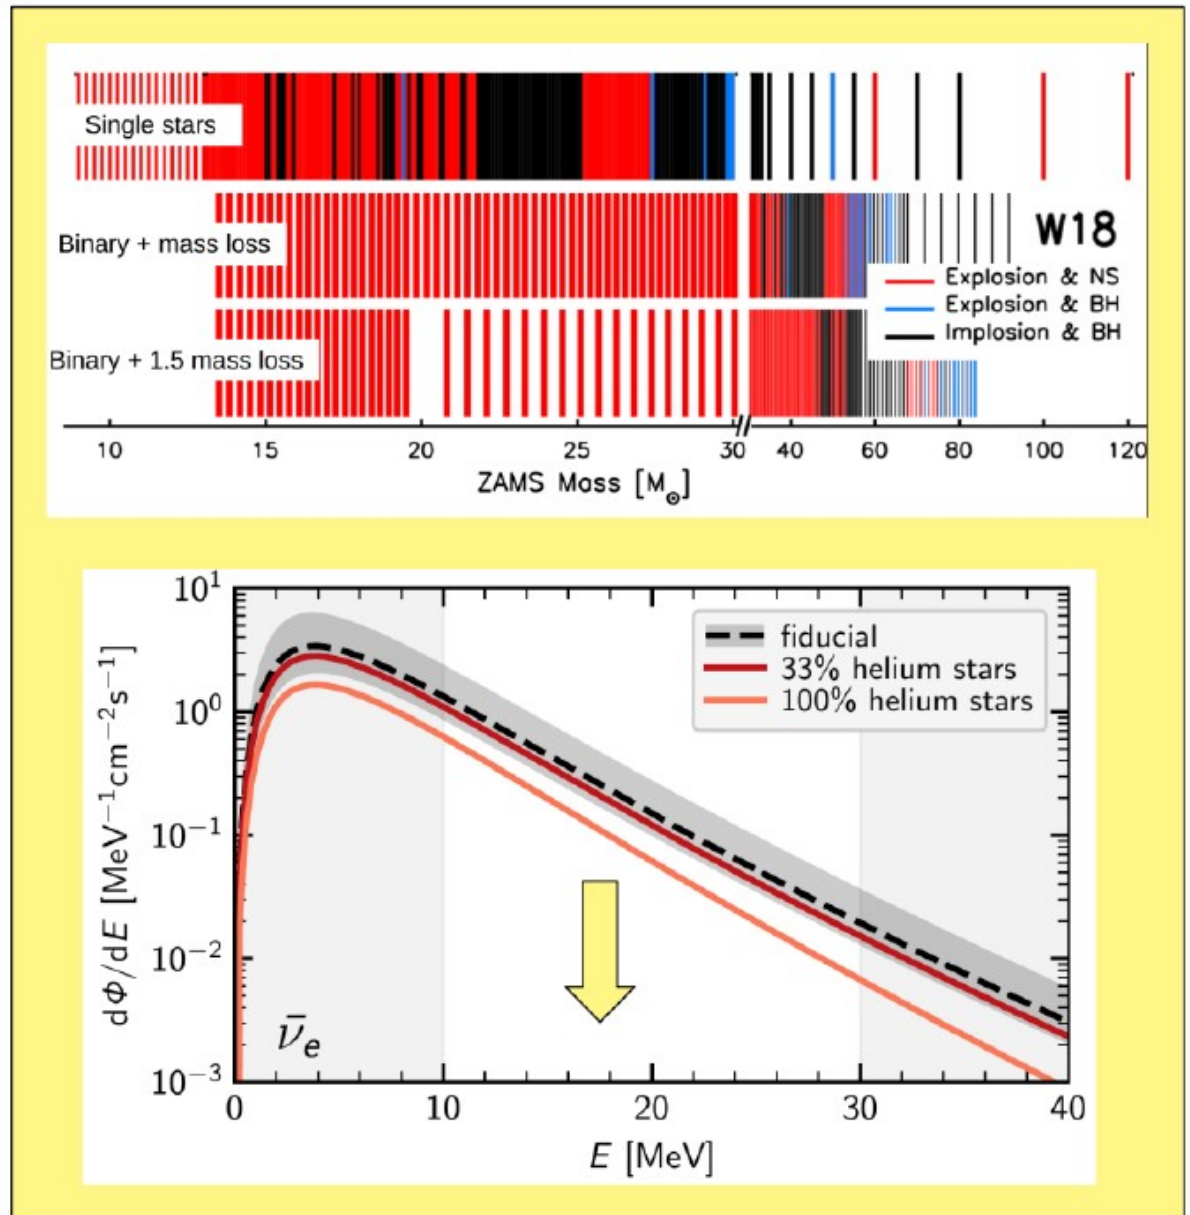 Single stars
Binary + mass loss
W18
Explosion & NS
Explosion & BH
Implosion & BH
Binary + 1.5 mass loss
10 15 20 25 30 40 60 80 100 120
ZAMS Mass [M⊙]
10¹
10⁰
10⁻¹
10⁻²
10⁻³
dΦ/dE [MeV⁻¹cm⁻²s⁻¹]
fiducial
33% helium stars
100% helium stars
ν̄ₑ
0 10 20 30 40
E [MeV]